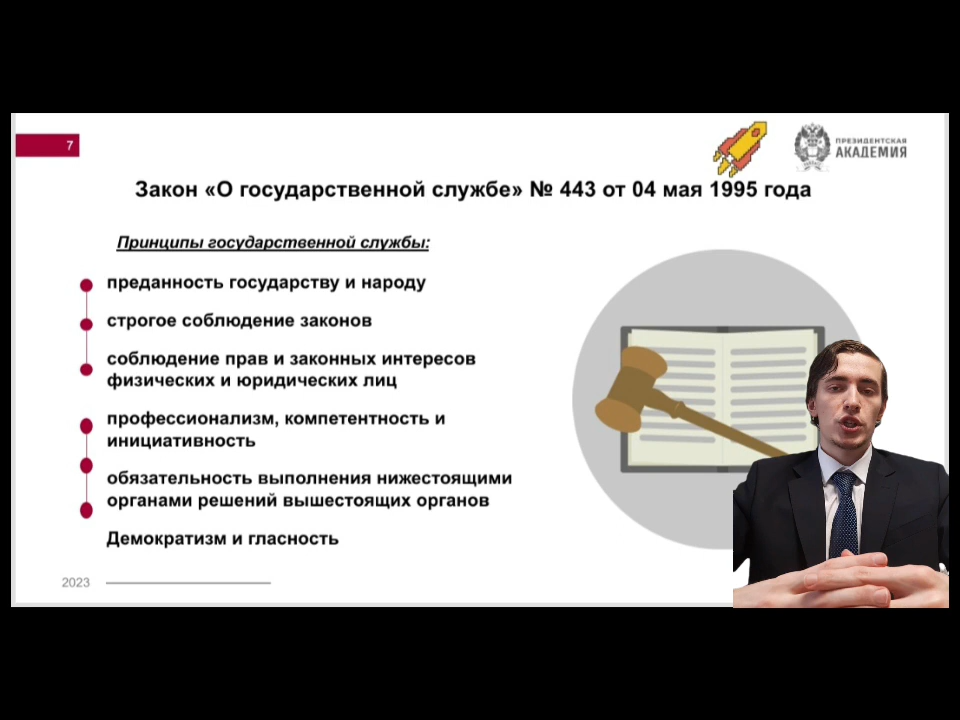 7
ПРЕЗИДЕНТСКАЯ
АКАДЕМИЯ
Закон «О государственной службе» № 443 от 04 мая 1995 года
Принципы государственной службы:
преданность государству и народу
строгое соблюдение законов
соблюдение прав и законных интересов
физических и юридических лиц
профессионализм, компетентность и
инициативность
обязательность выполнения нижестоящими
органами решений вышестоящих органов
Демократизм и гласность
2023